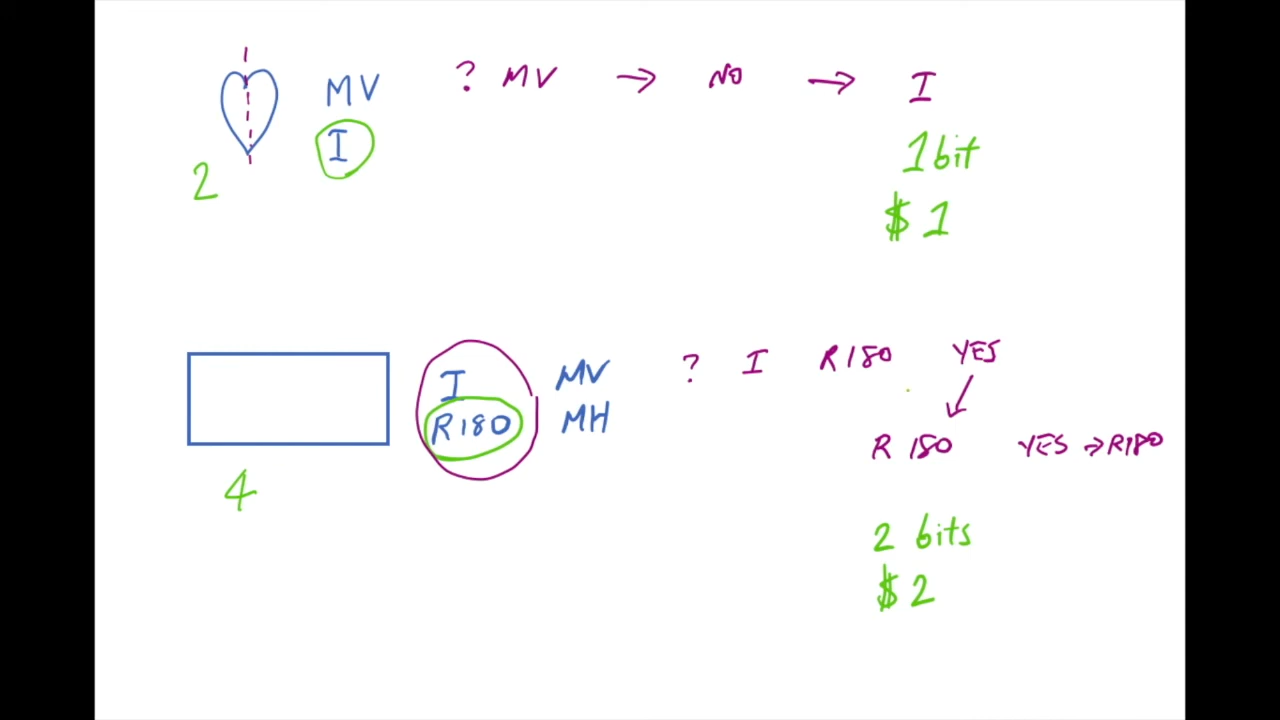 MV ? MV → NO → I
I
1 bit
2
$1
I MV ? I R180 YES
R180 MH
R 180 YES → R180
4
2 bits
$2